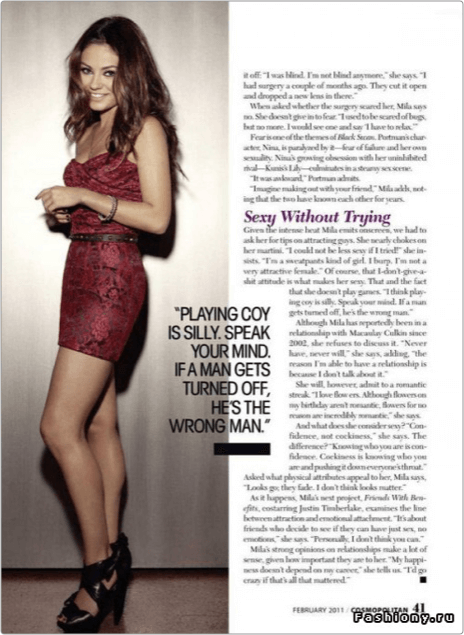 it off: "I was blind. I'm not blind anymore," she says. "I
had surgery a couple of months ago. They cut it open
and dropped a new lens in there."
When asked whether the surgery scared her, Mila says
no. She doesn't give in to fear. "I used to be scared of bugs,
but no more. I would see one and say 'I have to relax.'"
Fear is one of the themes of Black Swan. Portman's char-
acter, Nina, is paralyzed by it—fear of failure and her own
sexuality. Nina's growing obsession with her uninhibited
rival—Kunis's Lily—culminates in a steamy sex scene.
"It was awkward," Portman admits.
"Imagine making out with your friend," Mila adds, not-
ing that the two have known each other for years.
Sexy Without Trying
Given the intense heat Mila emits onscreen, we had to
ask her for tips on attracting guys. She nearly chokes on
her martini. "I could not be less sexy if I tried!" she in-
sists. "I'm a sweatpants kind of girl. I burp. I'm not a
very attractive female." Of course, that I-don't-give-a-
shit attitude is what makes her sexy. That and the fact
that she doesn't play games. "I think play-
ing coy is silly. Speak your mind. If a man
gets turned off, he's the wrong man."
Although Mila has reportedly been in a
relationship with Macaulay Culkin since
2002, she refuses to discuss it. "Never
have, never will," she says, adding, "the
reason I'm able to have a relationship is
because I don't talk about it."
She will, however, admit to a romantic
streak. "I love flowers. Although flowers on
my birthday aren't romantic, flowers for no
reason are incredibly romantic," she says.
And what does she consider sexy? "Con-
fidence, not cockiness," she says. The
difference? "Knowing who you are is con-
fidence. Cockiness is knowing who you
are and pushing it down everyone's throat."
Asked what physical attributes appeal to her, Mila says,
"Looks go; they fade. I don't think looks matter."
As it happens, Mila's next project, Friends With Ben-
efits, costarring Justin Timberlake, examines the line
between attraction and emotional attachment. "It's about
friends who decide to see if they can have just sex, no
emotions," she says. "Personally, I don't think you can."
Mila's strong opinions on relationships make a lot of
sense, given how important they are to her. "My happi-
ness doesn't depend on my career," she tells us. "I'd go
crazy if that's all that mattered."
"PLAYING COY
IS SILLY. SPEAK
YOUR MIND.
IF A MAN GETS
TURNED OFF,
HE'S THE
WRONG MAN."
FEBRUARY 2011 / COSMOPOLITAN 41
Fashiony.ru